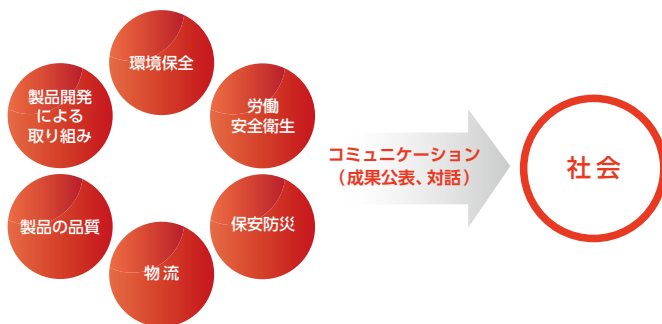 環境保全
製品開発
による
取り組み
労働
安全衛生
コミュニケーション
（成果公表、対話）
社会
製品の品質
保安防災
物流